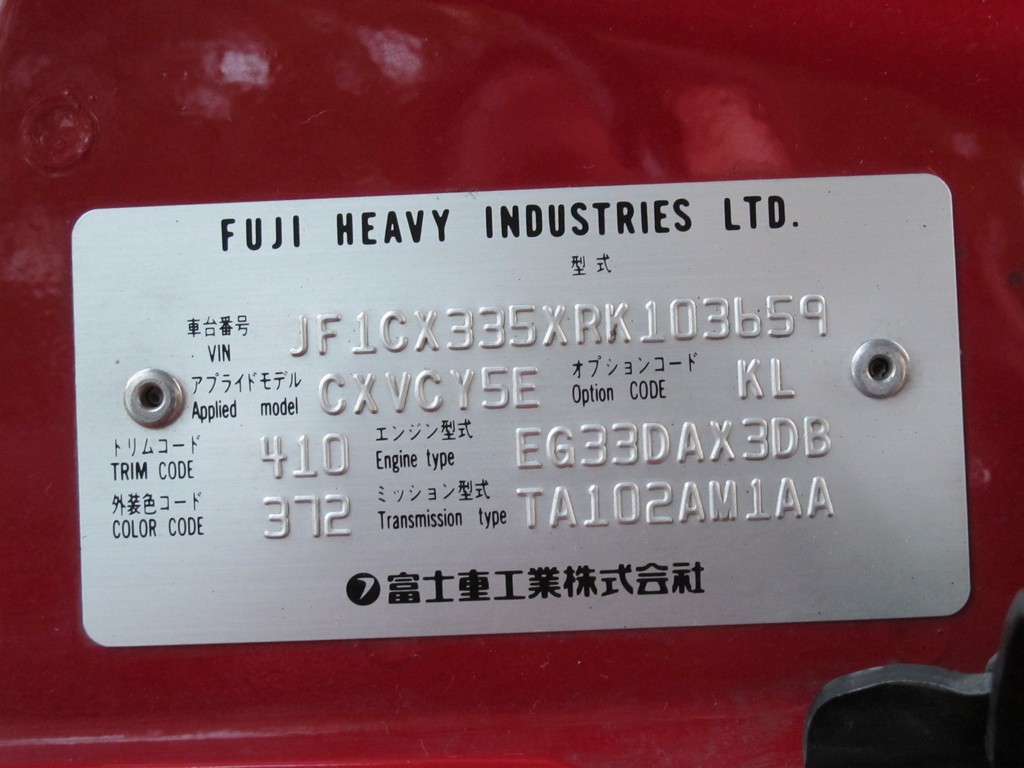 FUJI HEAVY INDUSTRIES LTD.
型式
車台番号 VIN JF1CX335XRK103659
アプライドモデル Applied model CXVCY5E オプションコード Option CODE KL
トリムコード TRIM CODE 410 エンジン型式 Engine type EG33DAX3DB
外装色コード COLOR CODE 372 ミッション型式 Transmission type TA102AM1AA
フ富士重工業株式会社